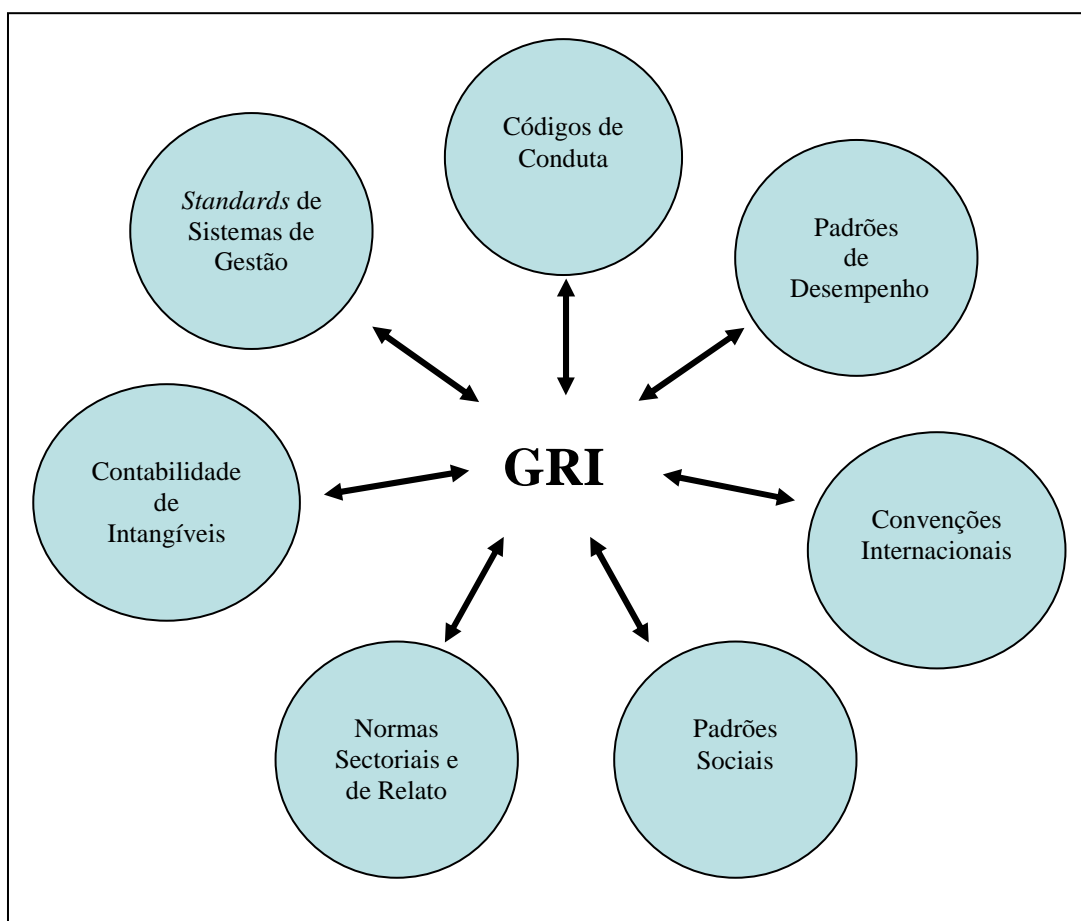 Códigos de
Conduta
Standards de
Sistemas de
Gestão
Padrões
de
Desempenho
GRI
Contabilidade
de
Intangíveis
Convenções
Internacionais
Normas
Sectoriais e
de Relato
Padrões
Sociais